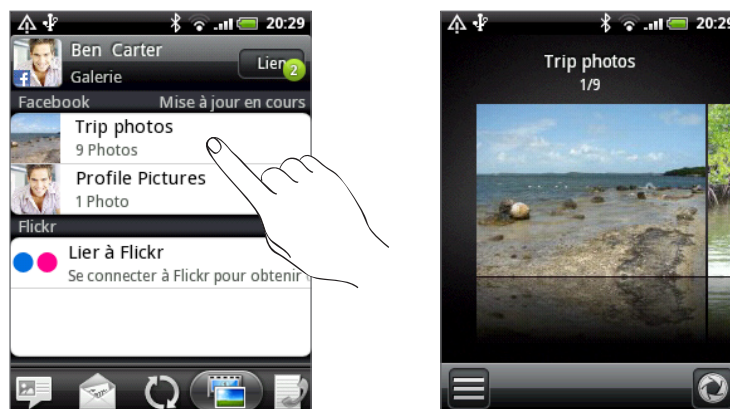 20:29
Ben Carter
Lien
2
Galerie
Facebook Mise à jour en cours
Trip photos
9 Photos
Profile Pictures
1 Photo
Flickr
Lier à Flickr
Se connecter à Flickr pour obtenir
20:29
Trip photos
1/9